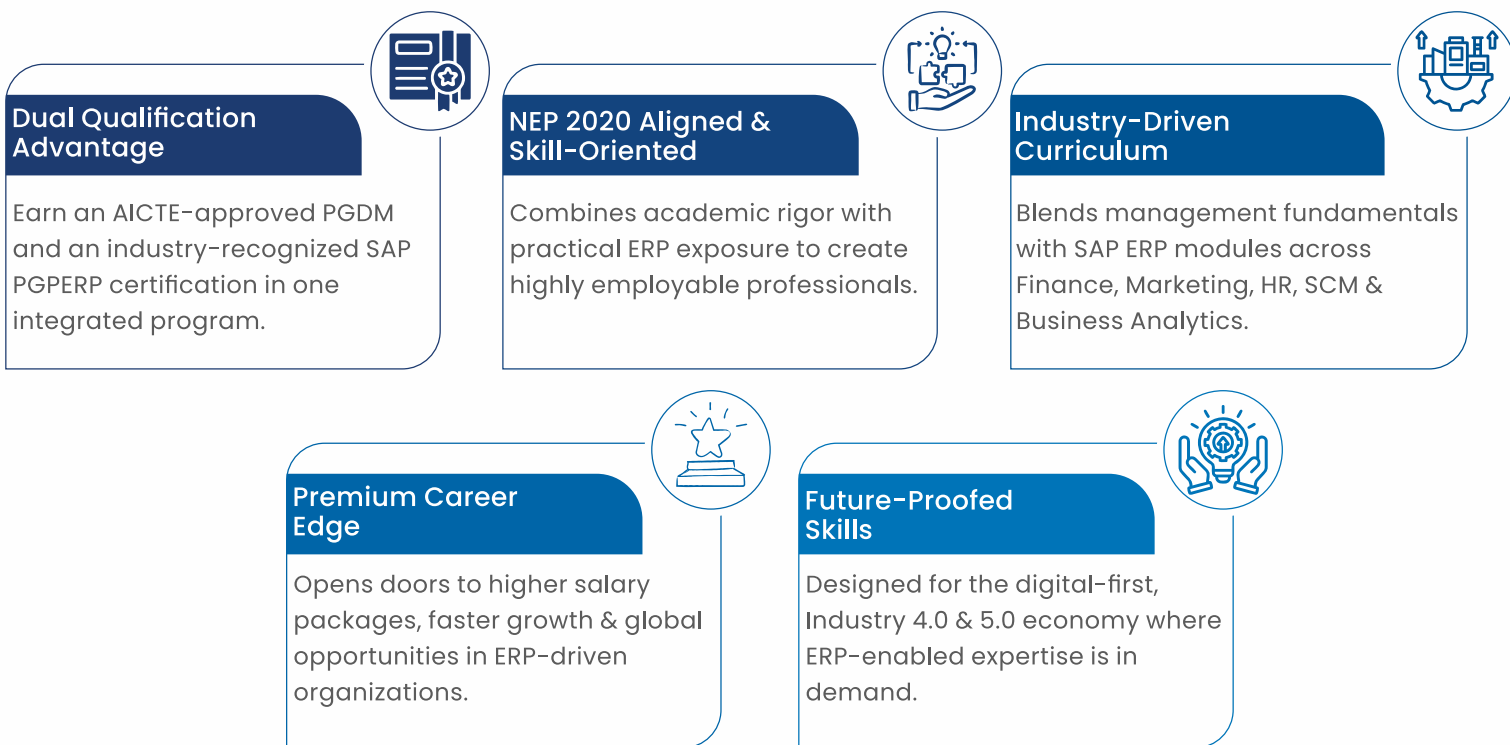 Dual Qualification
Advantage
Earn an AICTE-approved PGDM
and an industry-recognized SAP
PGPERP certification in one
integrated program.
NEP 2020 Aligned &
Skill-Oriented
Combines academic rigor with
practical ERP exposure to create
highly employable professionals.
Industry-Driven
Curriculum
Blends management fundamentals
with SAP ERP modules across
Finance, Marketing, HR, SCM &
Business Analytics.
Premium Career
Edge
Opens doors to higher salary
packages, faster growth & global
opportunities in ERP-driven
organizations.
Future-Proofed
Skills
Designed for the digital-first,
Industry 4.0 & 5.0 economy where
ERP-enabled expertise is in
demand.